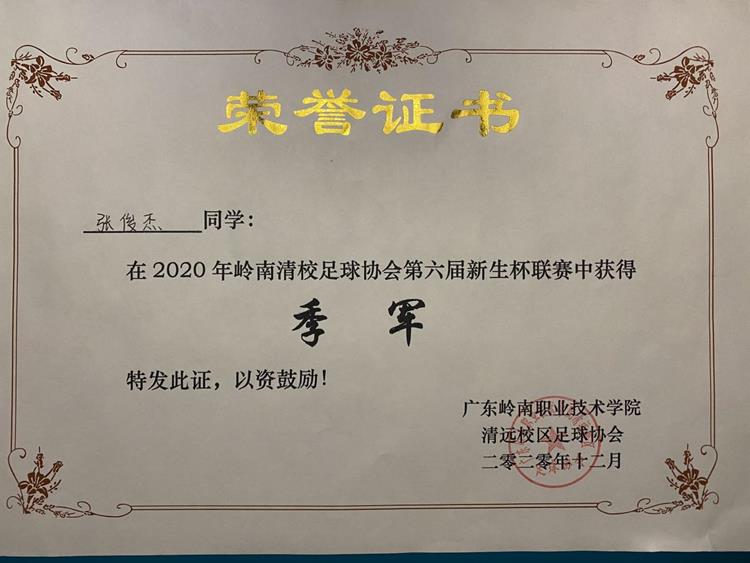 荣誉证书
张俊杰 同学：
在2020年岭南清校足球协会第六届新生杯联赛中获得
季 军
特发此证，以资鼓励！
广东岭南职业技术学院
清远校区足球协会
二零二零年十二月